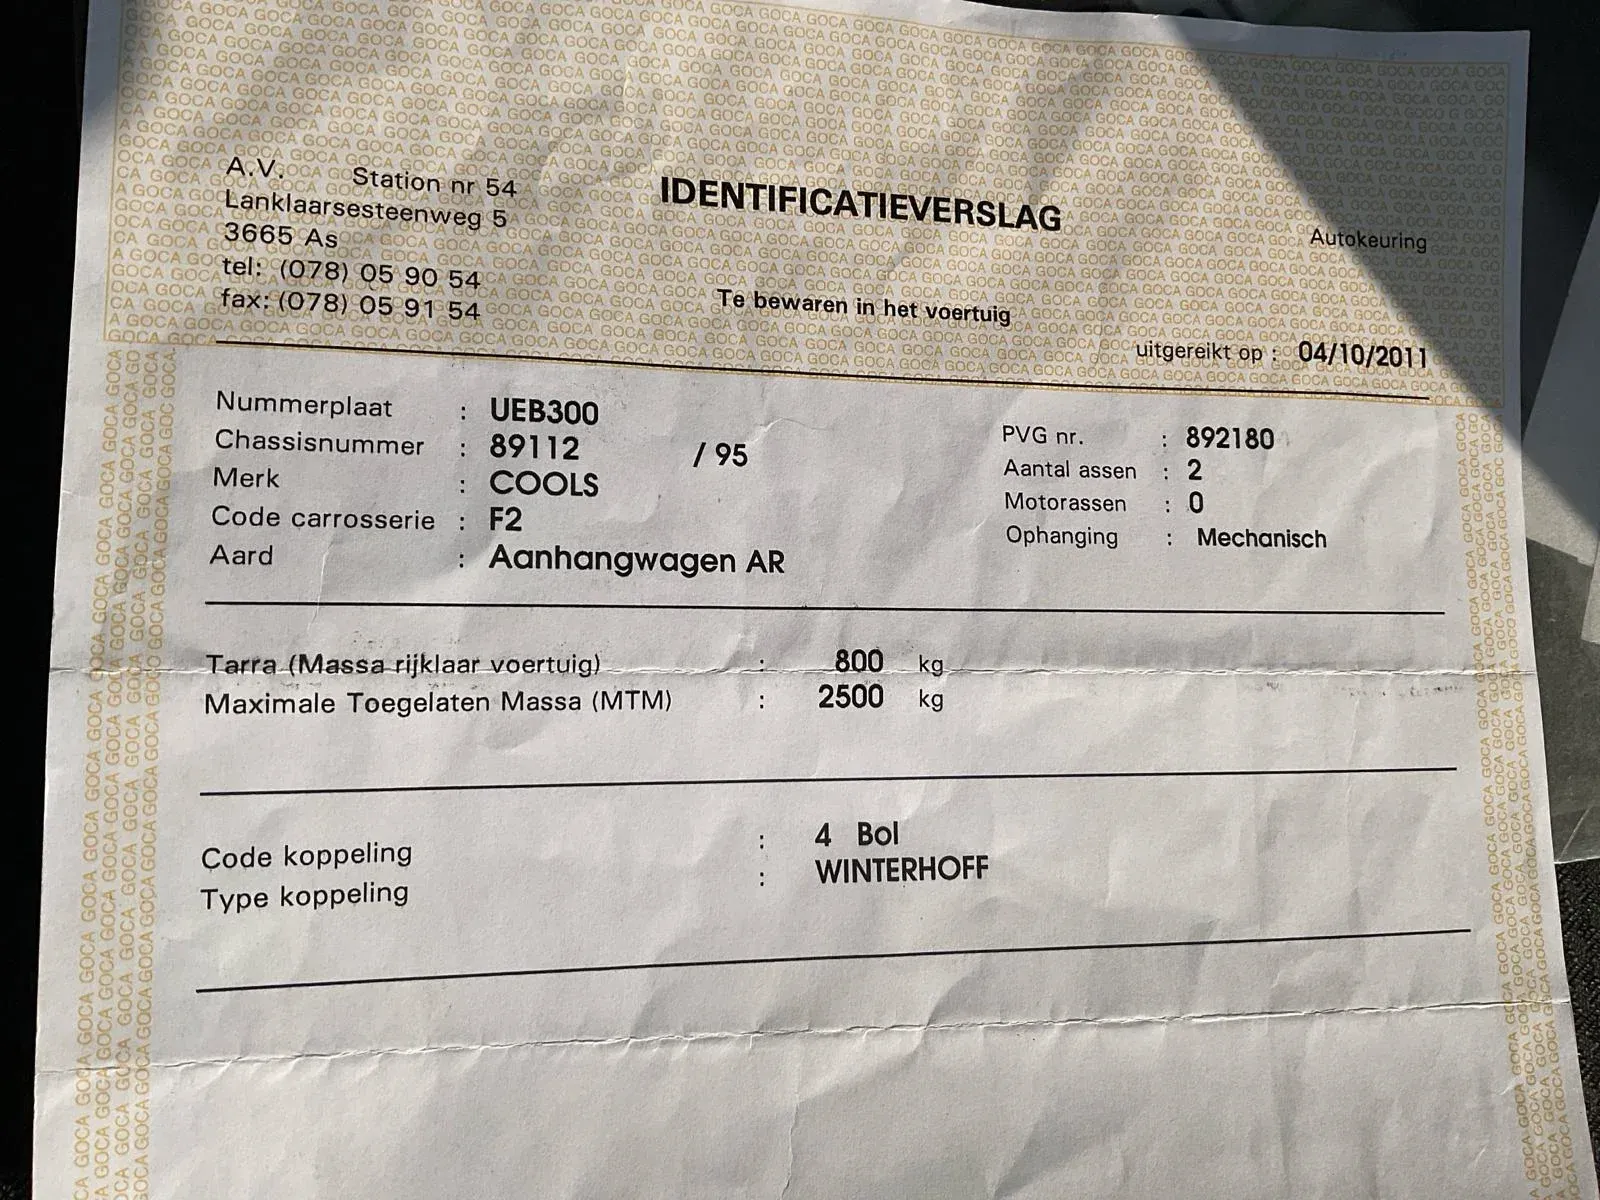 A.V. Station nr 54
Lanklaarsesteenweg 5
3665 As
tel: (078) 05 90 54
fax: (078) 05 91 54
IDENTIFICATIEVERSLAG
Autokeuring
Te bewaren in het voertuig
uitgereikt op : 04/10/2011
Nummerplaat : UEB300
Chassisnummer : 89112 / 95
Merk : COOLS
Code carrosserie : F2
Aard : Aanhangwagen AR
PVG nr. : 892180
Aantal assen : 2
Motorassen : 0
Ophanging : Mechanisch
Tarra (Massa rijklaar voertuig) : 800 kg
Maximale Toegelaten Massa (MTM) : 2500 kg
Code koppeling : 4 Bol
Type koppeling : WINTERHOFF